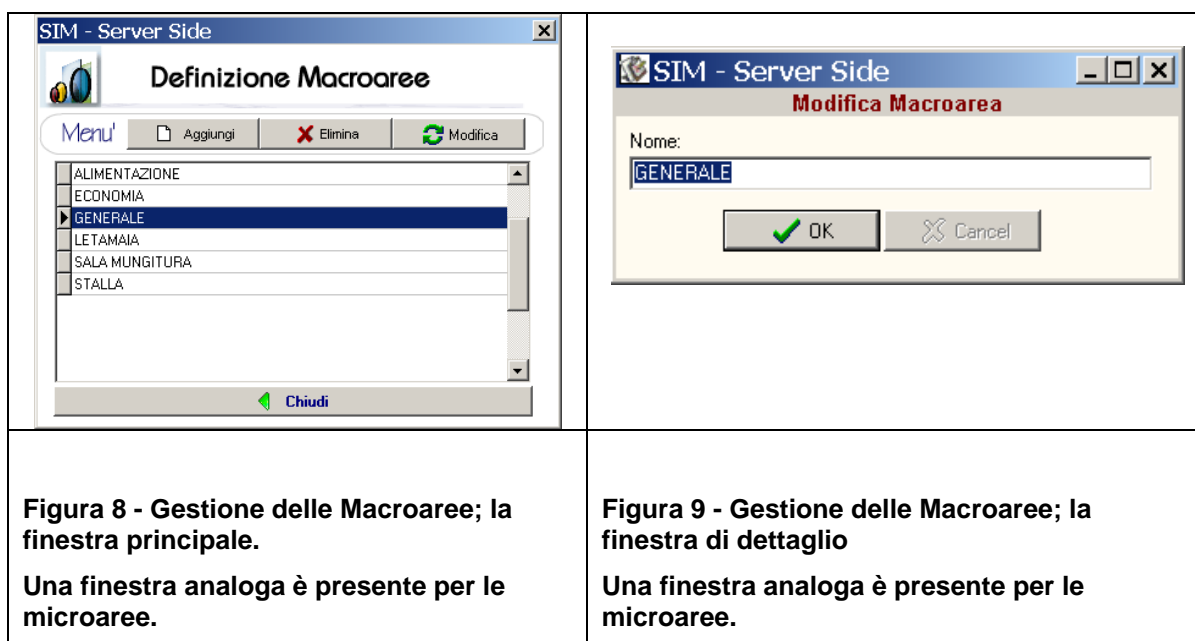 SIM - Server Side
Definizione Macroaree
Menu' Aggiungi Elimina Modifica
ALIMENTAZIONE
ECONOMIA
GENERALE
LETAMAIA
SALA MUNGITURA
STALLA
Chiudi
SIM - Server Side
Modifica Macroarea
Nome:
GENERALE
OK Cancel
Figura 8 - Gestione delle Macroaree; la
finestra principale.
Una finestra analoga è presente per le
microaree.
Figura 9 - Gestione delle Macroaree; la
finestra di dettaglio
Una finestra analoga è presente per le
microaree.